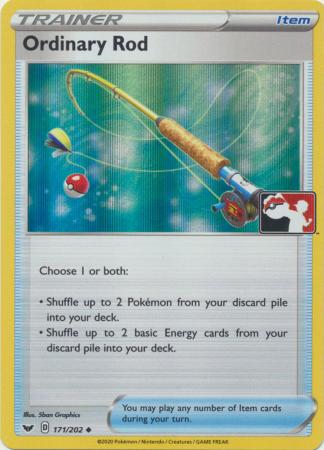 TRAINER Item
Ordinary Rod
Choose 1 or both:
• Shuffle up to 2 Pokémon from your discard pile
into your deck.
• Shuffle up to 2 basic Energy cards from your
discard pile into your deck.
Illus. 5ban Graphics
D 171/202 ◆
You may play any number of Item cards
during your turn.
©2020 Pokémon / Nintendo / Creatures / GAME FREAK